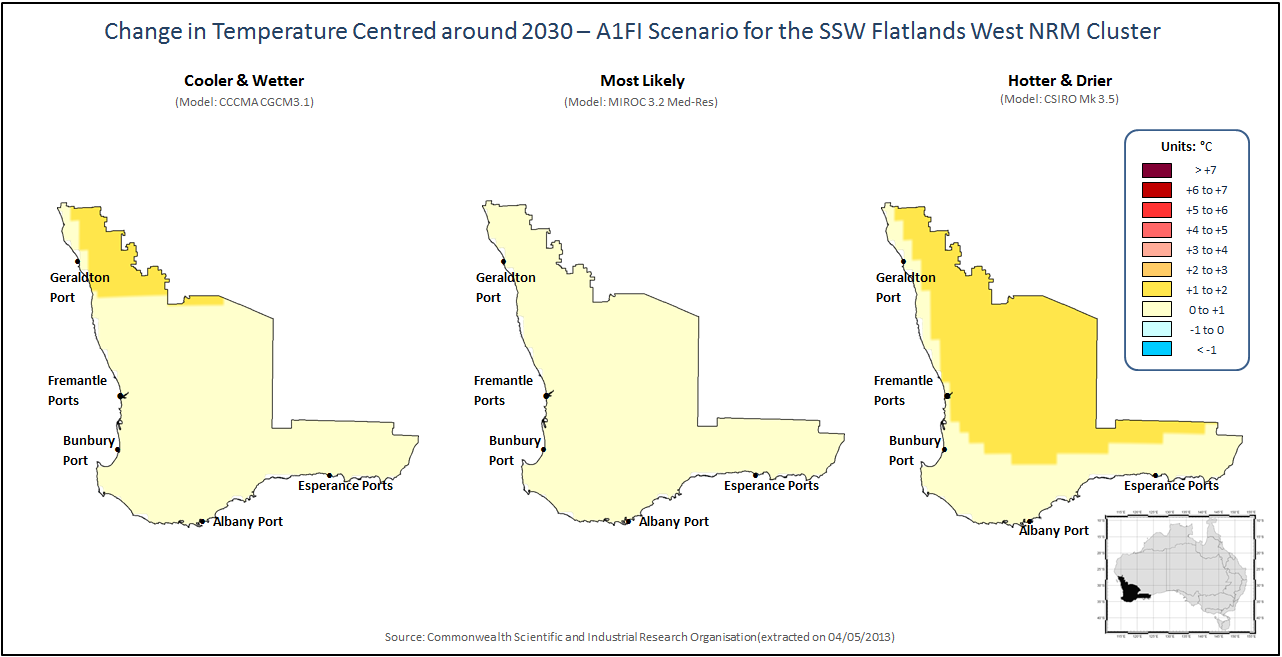 Change in Temperature Centred around 2030 – A1FI Scenario for the SSW Flatlands West NRM Cluster
Cooler & Wetter
(Model: CCCMA CGCM3.1)
Most Likely
(Model: MIROC 3.2 Med-Res)
Hotter & Drier
(Model: CSIRO Mk 3.5)
Units: °C
> +7
+6 to +7
+5 to +6
+4 to +5
+3 to +4
+2 to +3
+1 to +2
0 to +1
-1 to 0
< -1
Geraldton
Port
Fremantle
Ports
Bunbury
Port
Esperance Ports
Albany Port
Geraldton
Port
Fremantle
Ports
Bunbury
Port
Esperance Ports
Albany Port
Geraldton
Port
Fremantle
Ports
Bunbury
Port
Esperance Ports
Albany Port
Source: Commonwealth Scientific and Industrial Research Organisation(extracted on 04/05/2013)